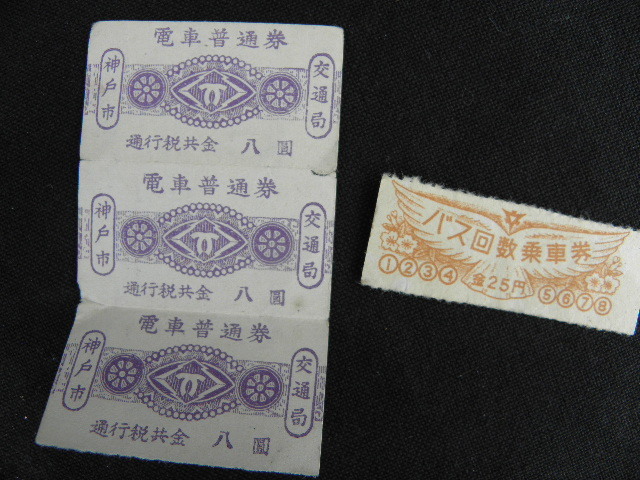 電車普通券
神戸市
交通局
通行税共金 八圓
電車普通券
神戸市
交通局
通行税共金 八圓
電車普通券
神戸市
交通局
通行税共金 八圓
バス回数乗車券
①②③④ 金25円 ⑤⑥⑦⑧